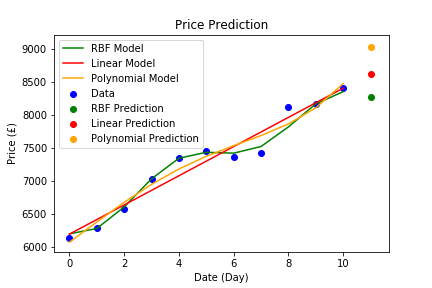 Price Prediction
9000
8500
8000
7500
7000
6500
6000
Price (£)
RBF Model
Linear Model
Polynomial Model
Data
RBF Prediction
Linear Prediction
Polynomial Prediction
0 2 4 6 8 10
Date (Day)